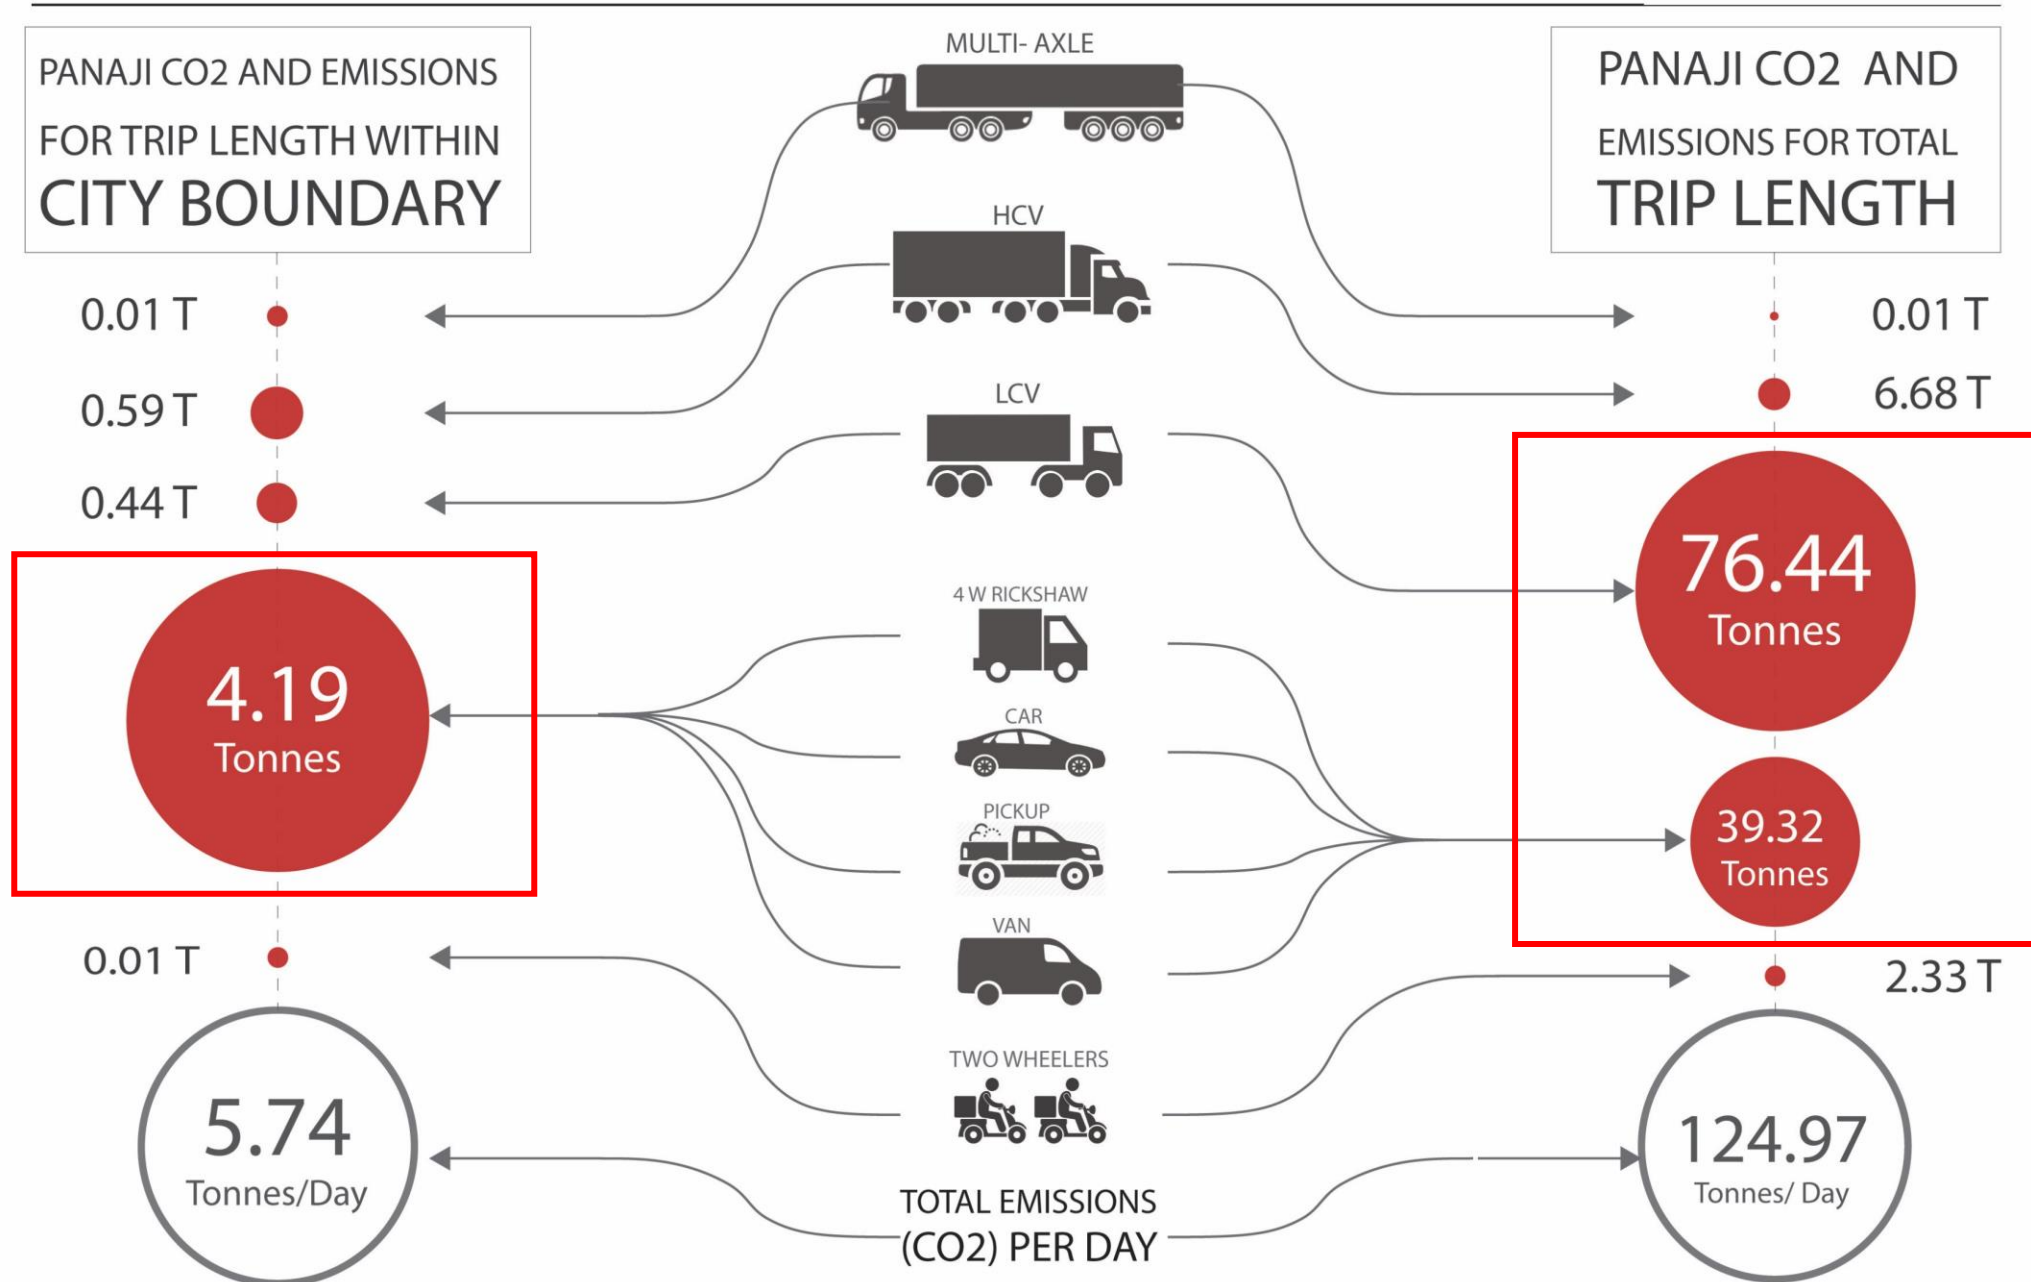 PANAJI CO2 AND EMISSIONS
FOR TRIP LENGTH WITHIN
CITY BOUNDARY
0.01 T
0.59 T
0.44 T
4.19
Tonnes
0.01 T
5.74
Tonnes/Day
MULTI- AXLE
HCV
LCV
4 W RICKSHAW
CAR
PICKUP
VAN
TWO WHEELERS
TOTAL EMISSIONS
(CO2) PER DAY
PANAJI CO2 AND
EMISSIONS FOR TOTAL
TRIP LENGTH
0.01 T
6.68 T
76.44
Tonnes
39.32
Tonnes
2.33 T
124.97
Tonnes/ Day